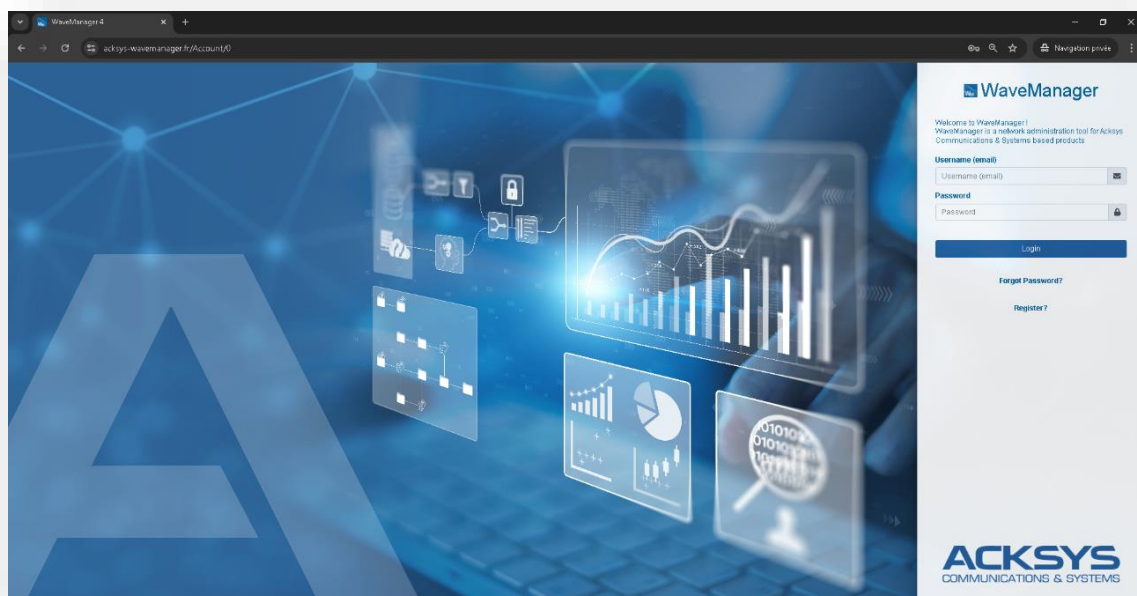 WaveManager 4
acksys-wavemanager.fr/Account/0
Navigation privée
WaveManager
Welcome to WaveManager !
WaveManager is a network administration tool for Acksys
Communications & Systems based products
Username (email)
Username (email)
Password
Password
Login
Forgot Password?
Register?
ACKSYS
COMMUNICATIONS & SYSTEMS